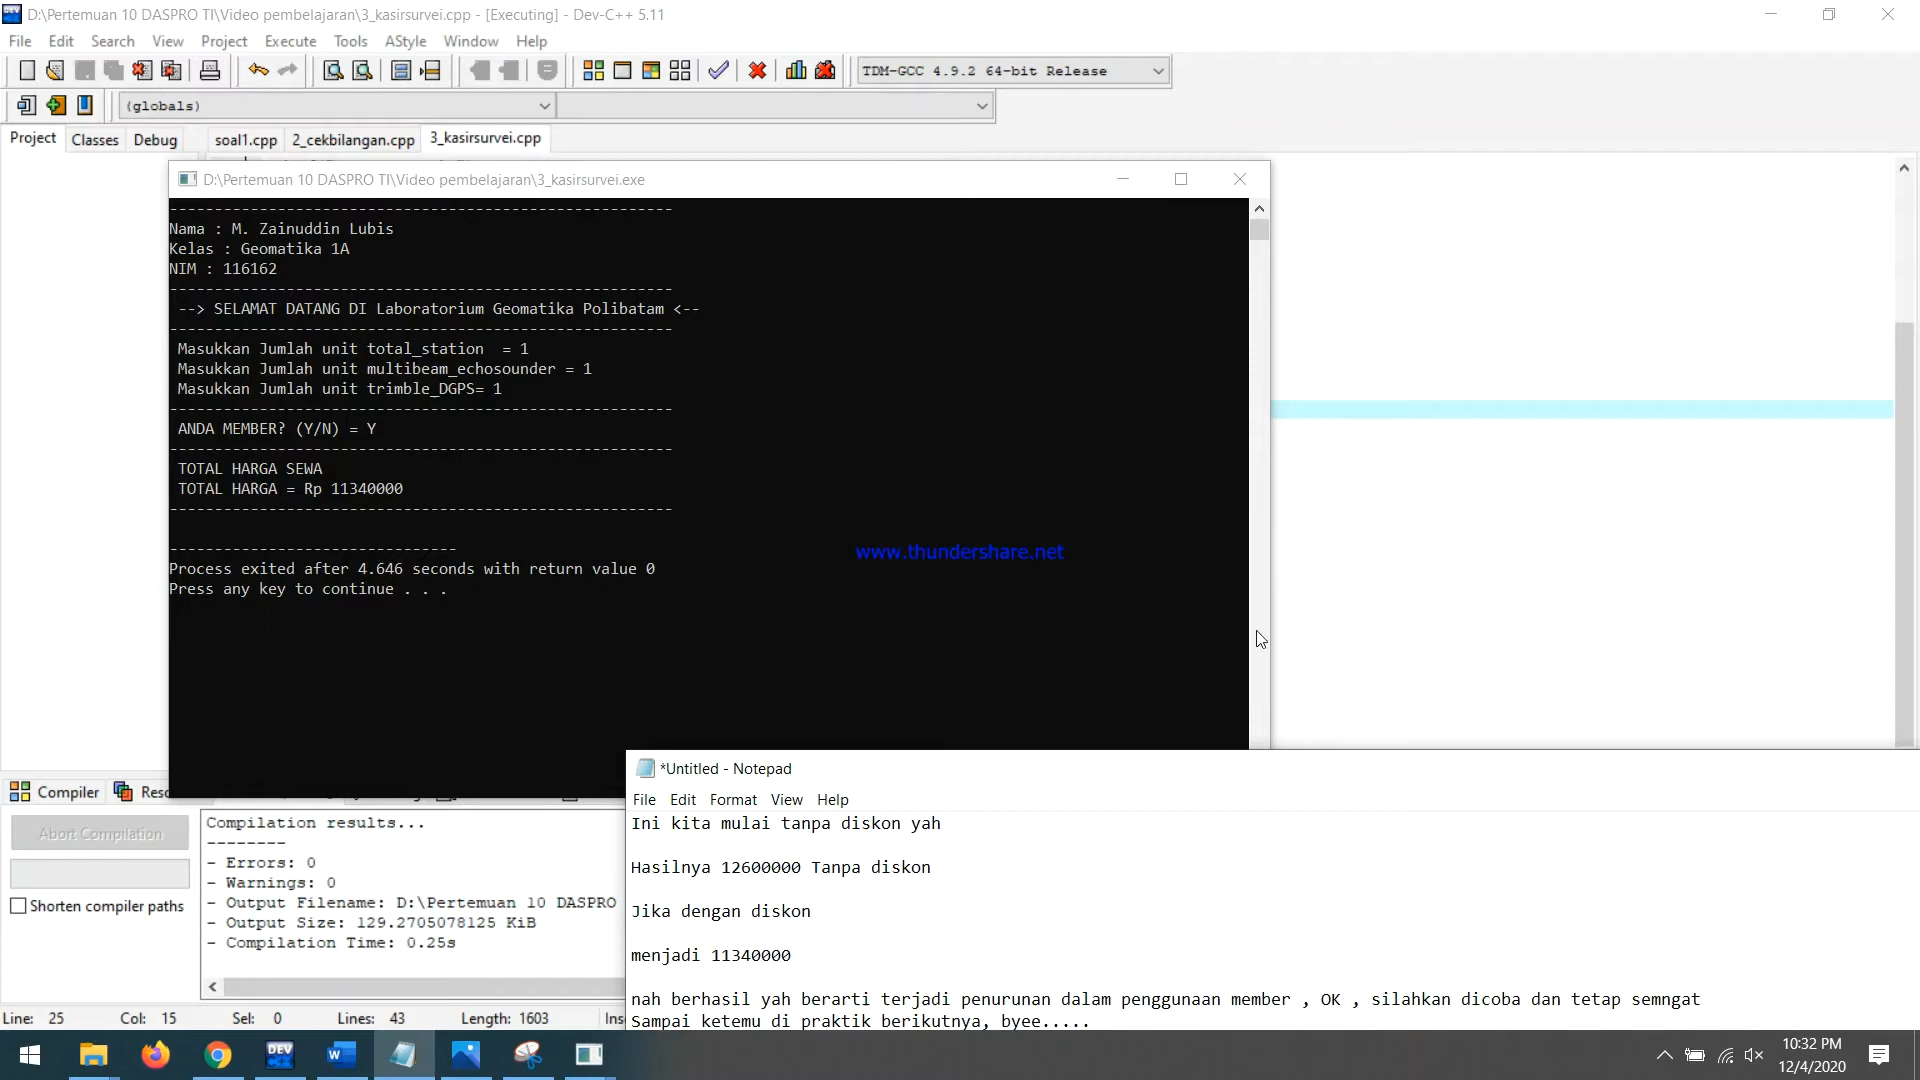 D:\Pertemuan 10 DASPRO TI\Video pembelajaran\3_kasirsurvei.cpp - [Executing] - Dev-C++ 5.11
File Edit Search View Project Execute Tools AStyle Window Help
TDM-GCC 4.9.2 64-bit Release
(globals)
Project Classes Debug soal1.cpp 2_cekbilangan.cpp 3_kasirsurvei.cpp
D:\Pertemuan 10 DASPRO TI\Video pembelajaran\3_kasirsurvei.exe
--------------------------------------------------------
Nama : M. Zainuddin Lubis
Kelas : Geomatika 1A
NIM : 116162
--------------------------------------------------------
--> SELAMAT DATANG DI Laboratorium Geomatika Polibatam <--
--------------------------------------------------------
Masukkan Jumlah unit total_station  = 1
Masukkan Jumlah unit multibeam_echosounder = 1
Masukkan Jumlah unit trimble_DGPS= 1
--------------------------------------------------------
ANDA MEMBER? (Y/N) = Y
--------------------------------------------------------
TOTAL HARGA SEWA
TOTAL HARGA = Rp 11340000
--------------------------------------------------------
--------------------------------
www.thundershare.net
Process exited after 4.646 seconds with return value 0
Press any key to continue . . .
*Untitled - Notepad
File Edit Format View Help
Ini kita mulai tanpa diskon yah
Hasilnya 12600000 Tanpa diskon
Jika dengan diskon
menjadi 11340000
nah berhasil yah berarti terjadi penurunan dalam penggunaan member , OK , silahkan dicoba dan tetap semngat
Sampai ketemu di praktik berikutnya, byee.....
Compiler Resc
Abort Compilation
Shorten compiler paths
Compilation results...
--------
- Errors: 0
- Warnings: 0
- Output Filename: D:\Pertemuan 10 DASPRO
- Output Size: 129.2705078125 KiB
- Compilation Time: 0.25s
Line: 25 Col: 15 Sel: 0 Lines: 43 Length: 1603 Ins
DEV
10:32 PM
12/4/2020